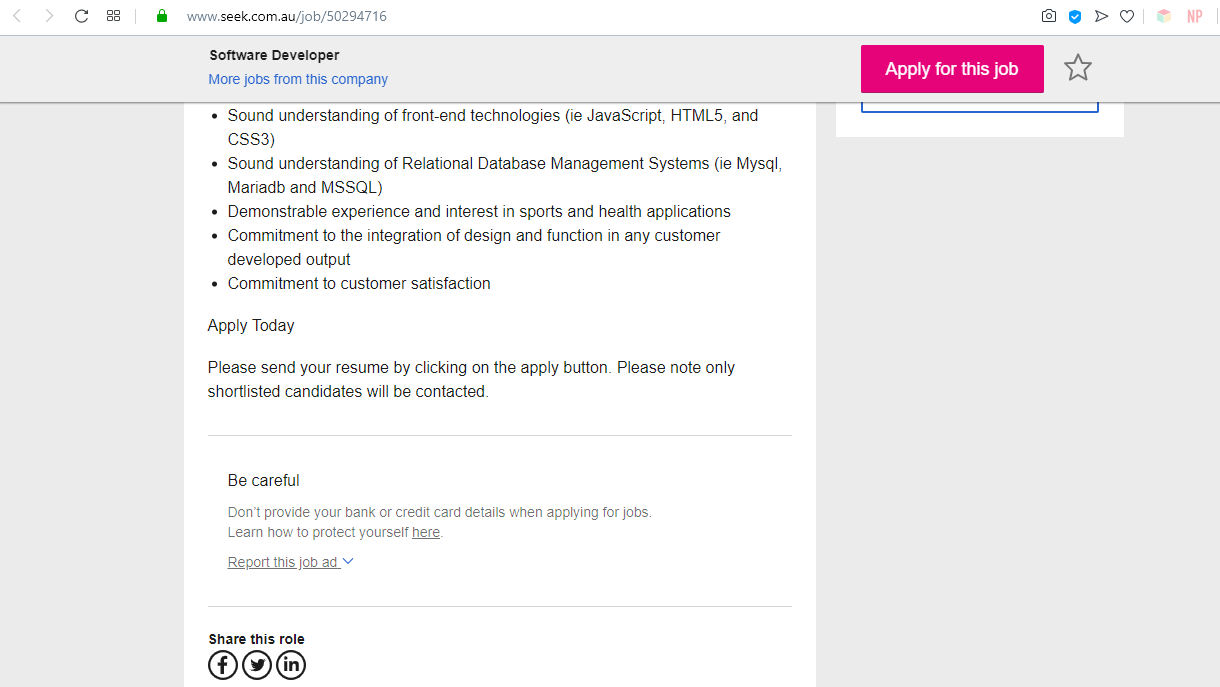 www.seek.com.au/job/50294716
NP
Software Developer
More jobs from this company
Apply for this job
Sound understanding of front-end technologies (ie JavaScript, HTML5, and
CSS3)
Sound understanding of Relational Database Management Systems (ie Mysql,
Mariadb and MSSQL)
Demonstrable experience and interest in sports and health applications
Commitment to the integration of design and function in any customer
developed output
Commitment to customer satisfaction
Apply Today
Please send your resume by clicking on the apply button. Please note only
shortlisted candidates will be contacted.
Be careful
Don't provide your bank or credit card details when applying for jobs.
Learn how to protect yourself here.
Report this job ad
Share this role